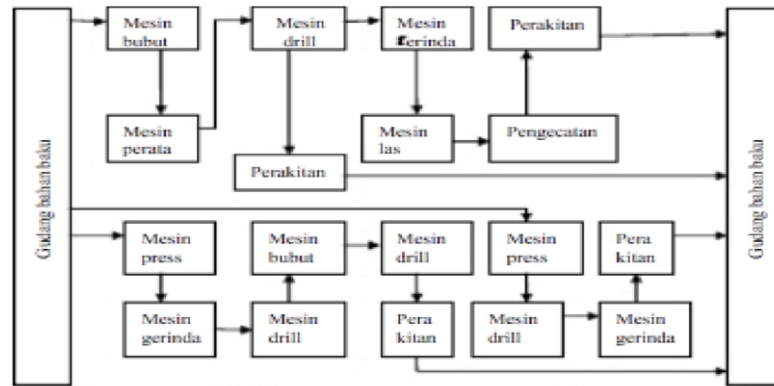 Gudang bahan baku
Mesin
bubut
Mesin
drill
Mesin
gerinda
Perakitan
Mesin
perata
Mesin
las
Pengecatan
Perakitan
Mesin
press
Mesin
bubut
Mesin
drill
Mesin
press
Pera
kitan
Mesin
gerinda
Mesin
drill
Pera
kitan
Mesin
drill
Mesin
gerinda
Gudang bahan baku